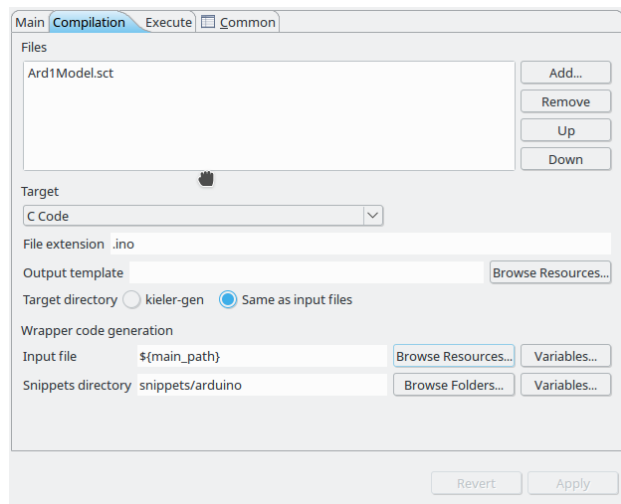 Main Compilation Execute Common
Files
Ard1Model.sct
Add...
Remove
Up
Down
Target
C Code
File extension .ino
Output template Browse Resources...
Target directory kieler-gen Same as input files
Wrapper code generation
Input file ${main_path} Browse Resources... Variables...
Snippets directory snippets/arduino Browse Folders... Variables...
Revert Apply